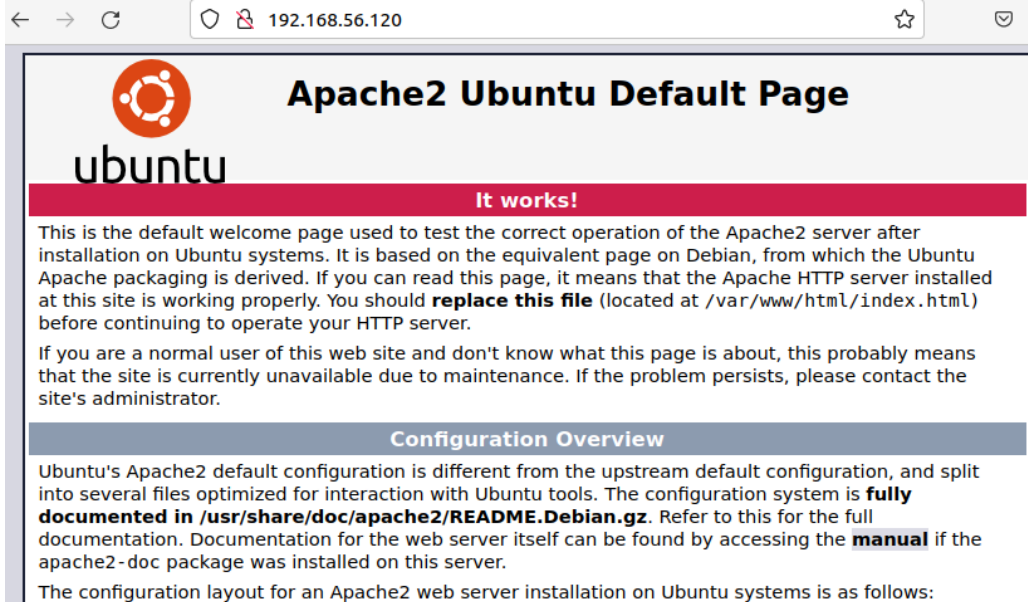 192.168.56.120
Apache2 Ubuntu Default Page
ubuntu
It works!
This is the default welcome page used to test the correct operation of the Apache2 server after
installation on Ubuntu systems. It is based on the equivalent page on Debian, from which the Ubuntu
Apache packaging is derived. If you can read this page, it means that the Apache HTTP server installed
at this site is working properly. You should replace this file (located at /var/www/html/index.html)
before continuing to operate your HTTP server.
If you are a normal user of this web site and don't know what this page is about, this probably means
that the site is currently unavailable due to maintenance. If the problem persists, please contact the
site's administrator.
Configuration Overview
Ubuntu's Apache2 default configuration is different from the upstream default configuration, and split
into several files optimized for interaction with Ubuntu tools. The configuration system is fully
documented in /usr/share/doc/apache2/README.Debian.gz. Refer to this for the full
documentation. Documentation for the web server itself can be found by accessing the manual if the
apache2-doc package was installed on this server.
The configuration layout for an Apache2 web server installation on Ubuntu systems is as follows: